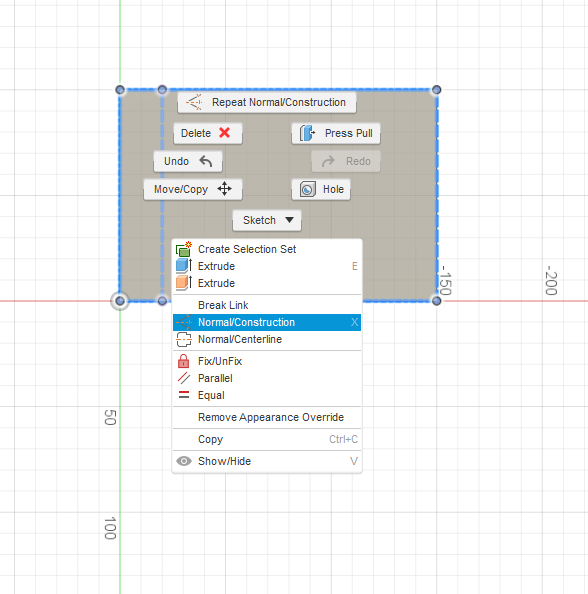 Repeat Normal/Construction
Delete
Press Pull
Undo
Redo
Move/Copy
Hole
Sketch
Create Selection Set
Extrude E
Extrude
Break Link
Normal/Construction X
Normal/Centerline
Fix/UnFix
Parallel
Equal
Remove Appearance Override
Copy Ctrl+C
Show/Hide V
-150
-200
50
100